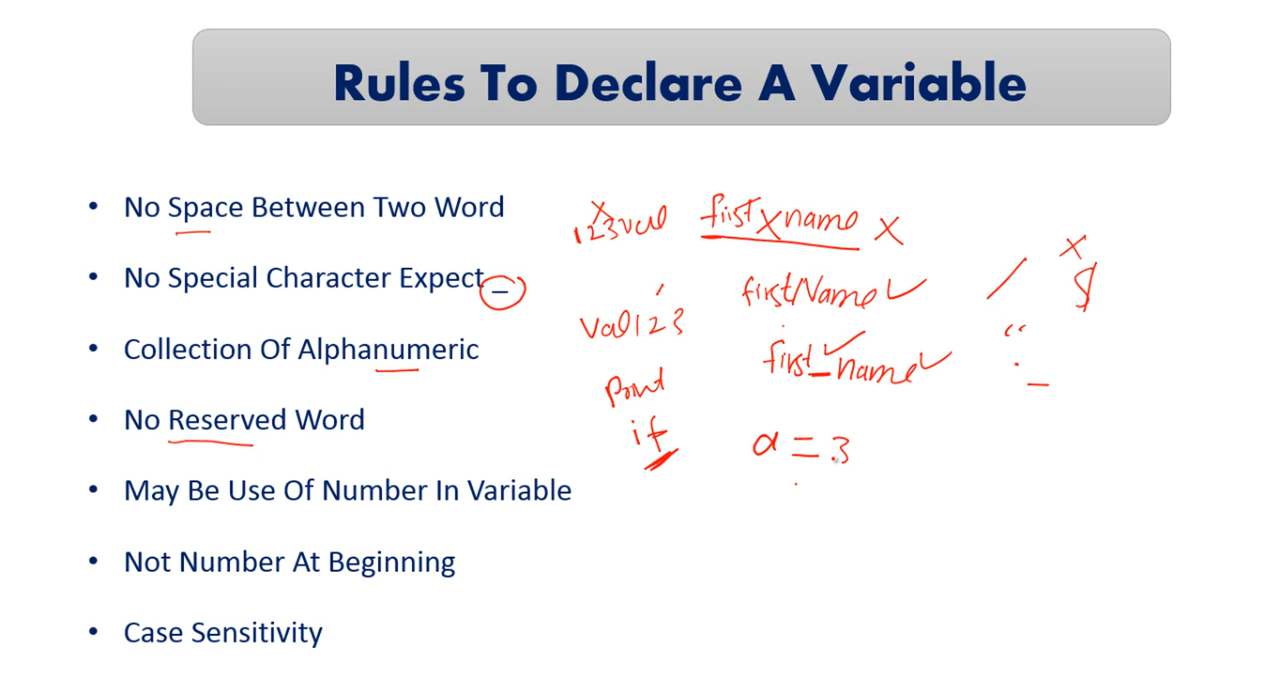 Rules To Declare A Variable
• No Space Between Two Word
• No Special Character Expect _
• Collection Of Alphanumeric
• No Reserved Word
• May Be Use Of Number In Variable
• Not Number At Beginning
• Case Sensitivity
123val
first name
firstName
$
val123
“
first_name
. _
if
a = 3